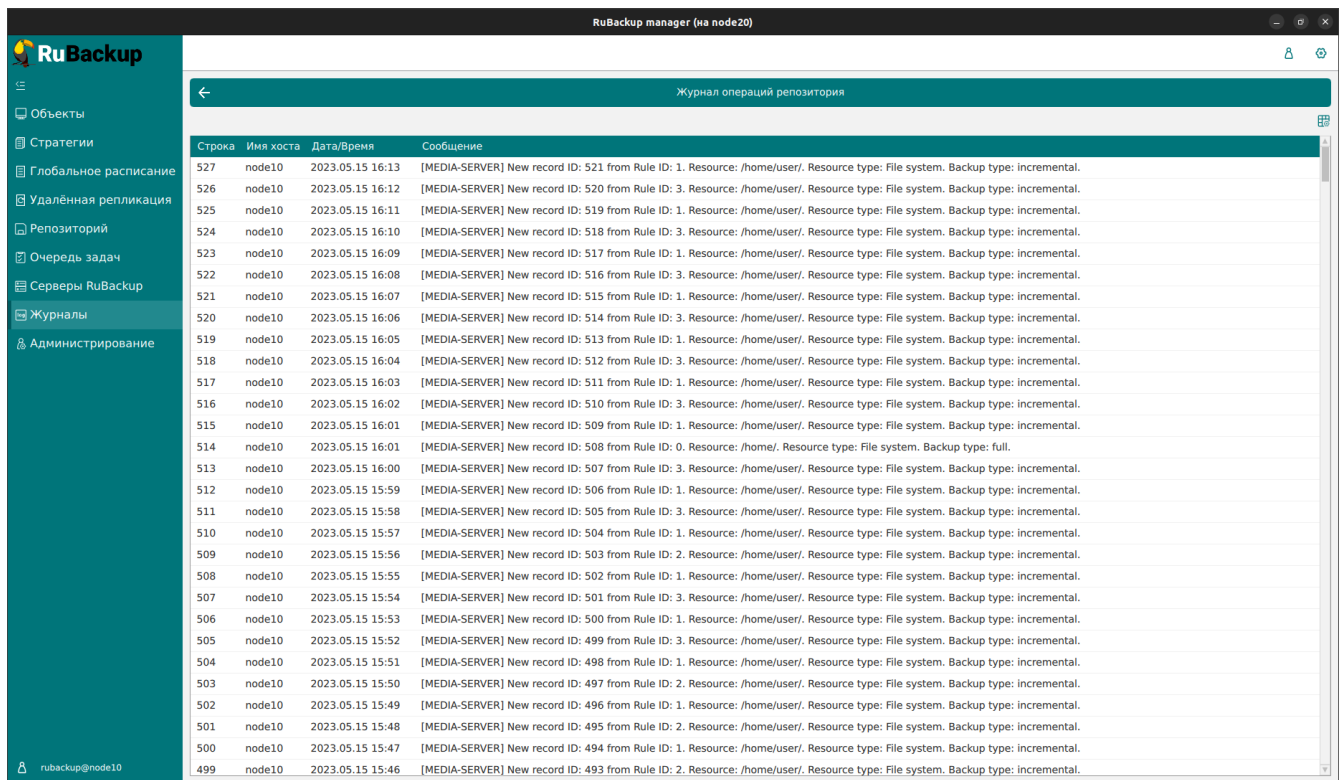 RuBackup manager (на node20)
RuBackup
Объекты
Стратегии
Глобальное расписание
Удалённая репликация
Репозиторий
Очередь задач
Серверы RuBackup
Журналы
Администрирование
rubackup@node10
Журнал операций репозитория
Строка Имя хоста Дата/Время Сообщение
527 node10 2023.05.15 16:13 [MEDIA-SERVER] New record ID: 521 from Rule ID: 1. Resource: /home/user/. Resource type: File system. Backup type: incremental.
526 node10 2023.05.15 16:12 [MEDIA-SERVER] New record ID: 520 from Rule ID: 3. Resource: /home/user/. Resource type: File system. Backup type: incremental.
525 node10 2023.05.15 16:11 [MEDIA-SERVER] New record ID: 519 from Rule ID: 1. Resource: /home/user/. Resource type: File system. Backup type: incremental.
524 node10 2023.05.15 16:10 [MEDIA-SERVER] New record ID: 518 from Rule ID: 3. Resource: /home/user/. Resource type: File system. Backup type: incremental.
523 node10 2023.05.15 16:09 [MEDIA-SERVER] New record ID: 517 from Rule ID: 1. Resource: /home/user/. Resource type: File system. Backup type: incremental.
522 node10 2023.05.15 16:08 [MEDIA-SERVER] New record ID: 516 from Rule ID: 3. Resource: /home/user/. Resource type: File system. Backup type: incremental.
521 node10 2023.05.15 16:07 [MEDIA-SERVER] New record ID: 515 from Rule ID: 1. Resource: /home/user/. Resource type: File system. Backup type: incremental.
520 node10 2023.05.15 16:06 [MEDIA-SERVER] New record ID: 514 from Rule ID: 3. Resource: /home/user/. Resource type: File system. Backup type: incremental.
519 node10 2023.05.15 16:05 [MEDIA-SERVER] New record ID: 513 from Rule ID: 1. Resource: /home/user/. Resource type: File system. Backup type: incremental.
518 node10 2023.05.15 16:04 [MEDIA-SERVER] New record ID: 512 from Rule ID: 3. Resource: /home/user/. Resource type: File system. Backup type: incremental.
517 node10 2023.05.15 16:03 [MEDIA-SERVER] New record ID: 511 from Rule ID: 1. Resource: /home/user/. Resource type: File system. Backup type: incremental.
516 node10 2023.05.15 16:02 [MEDIA-SERVER] New record ID: 510 from Rule ID: 3. Resource: /home/user/. Resource type: File system. Backup type: incremental.
515 node10 2023.05.15 16:01 [MEDIA-SERVER] New record ID: 509 from Rule ID: 1. Resource: /home/user/. Resource type: File system. Backup type: incremental.
514 node10 2023.05.15 16:01 [MEDIA-SERVER] New record ID: 508 from Rule ID: 0. Resource: /home/. Resource type: File system. Backup type: full.
513 node10 2023.05.15 16:00 [MEDIA-SERVER] New record ID: 507 from Rule ID: 3. Resource: /home/user/. Resource type: File system. Backup type: incremental.
512 node10 2023.05.15 15:59 [MEDIA-SERVER] New record ID: 506 from Rule ID: 1. Resource: /home/user/. Resource type: File system. Backup type: incremental.
511 node10 2023.05.15 15:58 [MEDIA-SERVER] New record ID: 505 from Rule ID: 3. Resource: /home/user/. Resource type: File system. Backup type: incremental.
510 node10 2023.05.15 15:57 [MEDIA-SERVER] New record ID: 504 from Rule ID: 1. Resource: /home/user/. Resource type: File system. Backup type: incremental.
509 node10 2023.05.15 15:56 [MEDIA-SERVER] New record ID: 503 from Rule ID: 2. Resource: /home/user/. Resource type: File system. Backup type: incremental.
508 node10 2023.05.15 15:55 [MEDIA-SERVER] New record ID: 502 from Rule ID: 1. Resource: /home/user/. Resource type: File system. Backup type: incremental.
507 node10 2023.05.15 15:54 [MEDIA-SERVER] New record ID: 501 from Rule ID: 3. Resource: /home/user/. Resource type: File system. Backup type: incremental.
506 node10 2023.05.15 15:53 [MEDIA-SERVER] New record ID: 500 from Rule ID: 1. Resource: /home/user/. Resource type: File system. Backup type: incremental.
505 node10 2023.05.15 15:52 [MEDIA-SERVER] New record ID: 499 from Rule ID: 3. Resource: /home/user/. Resource type: File system. Backup type: incremental.
504 node10 2023.05.15 15:51 [MEDIA-SERVER] New record ID: 498 from Rule ID: 1. Resource: /home/user/. Resource type: File system. Backup type: incremental.
503 node10 2023.05.15 15:50 [MEDIA-SERVER] New record ID: 497 from Rule ID: 2. Resource: /home/user/. Resource type: File system. Backup type: incremental.
502 node10 2023.05.15 15:49 [MEDIA-SERVER] New record ID: 496 from Rule ID: 1. Resource: /home/user/. Resource type: File system. Backup type: incremental.
501 node10 2023.05.15 15:48 [MEDIA-SERVER] New record ID: 495 from Rule ID: 2. Resource: /home/user/. Resource type: File system. Backup type: incremental.
500 node10 2023.05.15 15:47 [MEDIA-SERVER] New record ID: 494 from Rule ID: 1. Resource: /home/user/. Resource type: File system. Backup type: incremental.
499 node10 2023.05.15 15:46 [MEDIA-SERVER] New record ID: 493 from Rule ID: 2. Resource: /home/user/. Resource type: File system. Backup type: incremental.